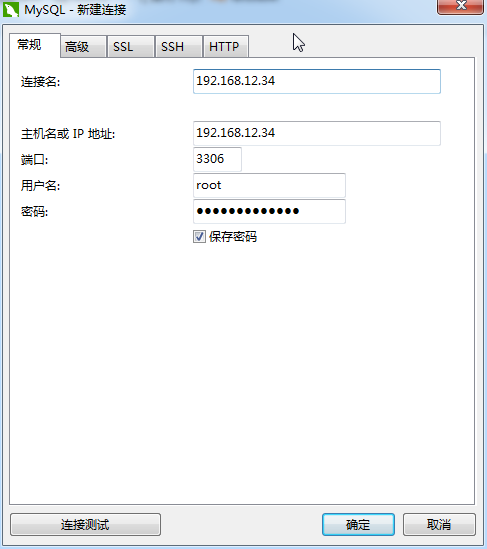 MySQL - 新建连接
常规 高级 SSL SSH HTTP
连接名: 192.168.12.34
主机名或 IP 地址: 192.168.12.34
端口: 3306
用户名: root
密码: ●●●●●●●●●●●●●
保存密码
连接测试 确定 取消